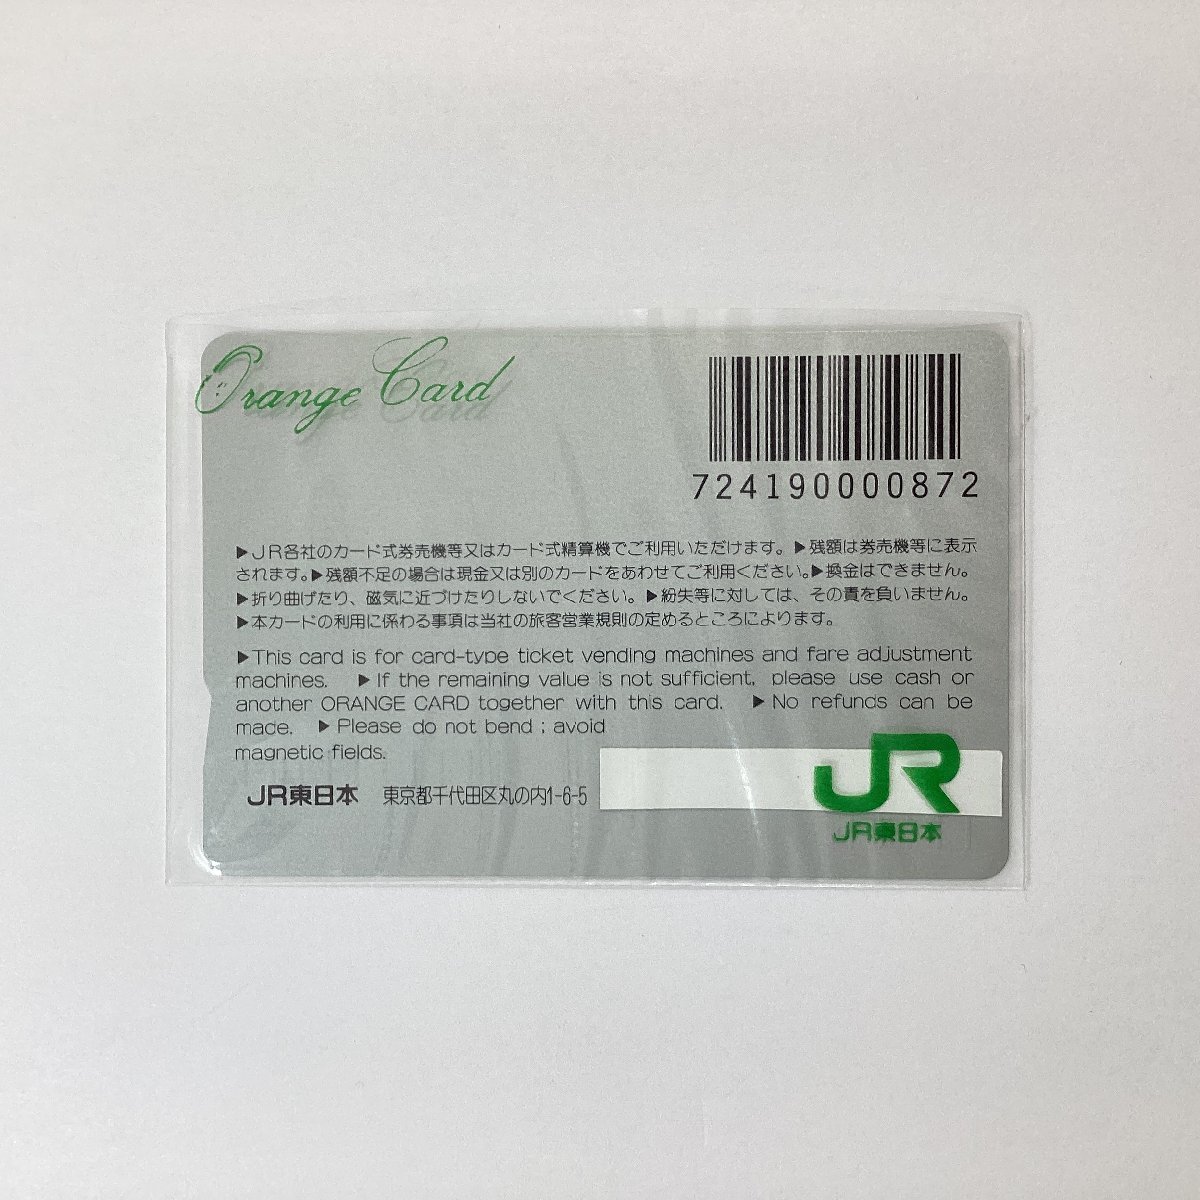 Orange Card
724190000872
▶JR各社のカード式券売機等又はカード式精算機でご利用いただけます。▶残額は券売機等に表示
されます。▶残額不足の場合は現金又は別のカードをあわせてご利用ください。▶換金はできません。
▶折り曲げたり、磁気に近づけたりしないでください。▶紛失等に対しては、その責を負いません。
▶本カードの利用に係わる事項は当社の旅客営業規則の定めるところによります。
▶This card is for card-type ticket vending machines and fare adjustment
machines. ▶If the remaining value is not sufficient, please use cash or
another ORANGE CARD together with this card. ▶No refunds can be
made. ▶Please do not bend ; avoid
magnetic fields.
JR東日本 東京都千代田区丸の内1-6-5
JR
JR東日本